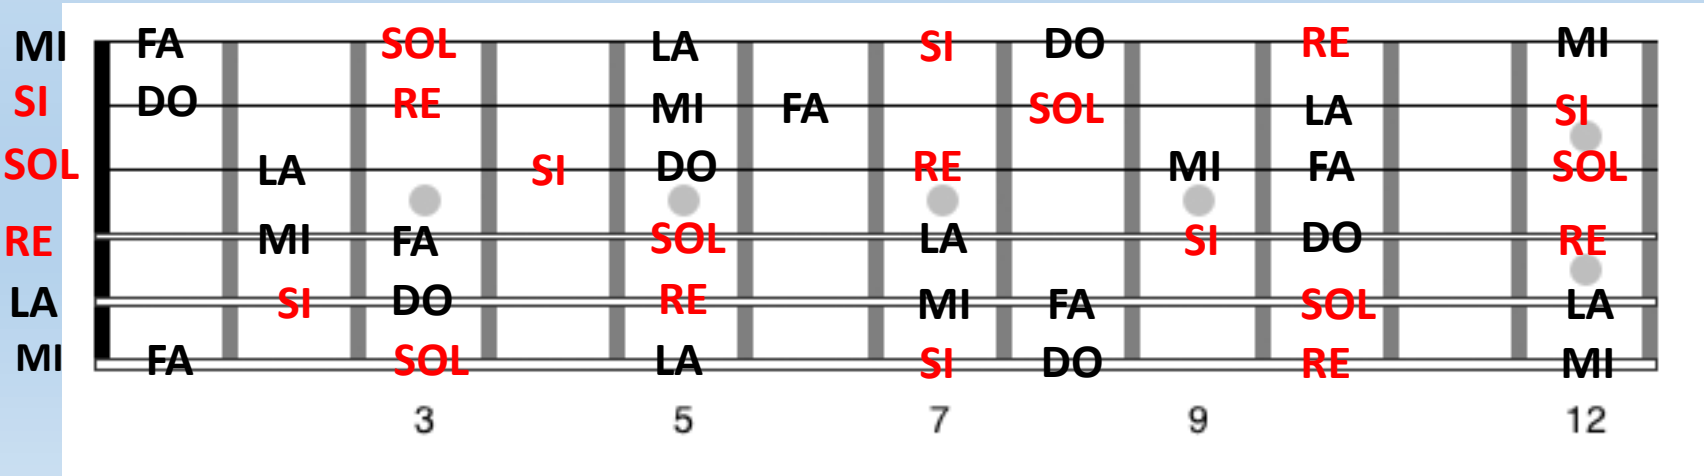 MI FA SOL LA SI DO RE MI
SI DO RE MI FA SOL LA SI
SOL LA SI DO RE MI FA SOL
RE MI FA SOL LA SI DO RE
LA SI DO RE MI FA SOL LA
MI FA SOL LA SI DO RE MI
3 5 7 9 12